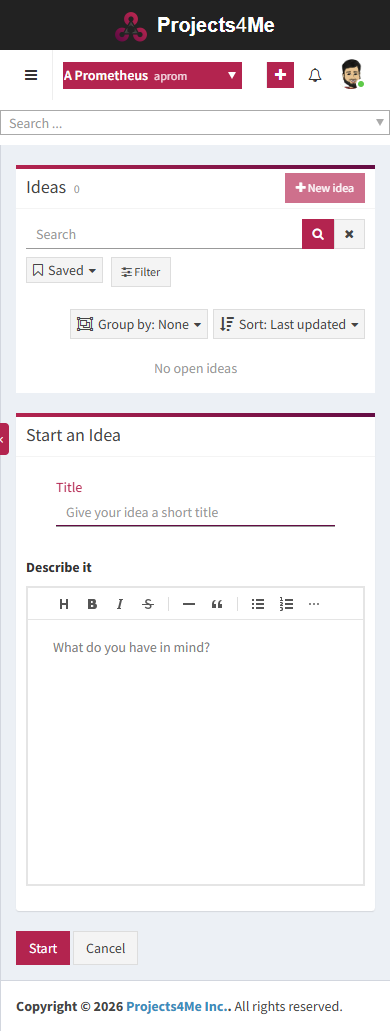 Projects4Me
A Prometheus aprom
Search ...
Ideas 0
New idea
Search
Saved
Filter
Group by: None
Sort: Last updated
No open ideas
Start an Idea
Title
Give your idea a short title
Describe it
H B I S
What do you have in mind?
Start
Cancel
Copyright © 2026 Projects4Me Inc.. All rights reserved.